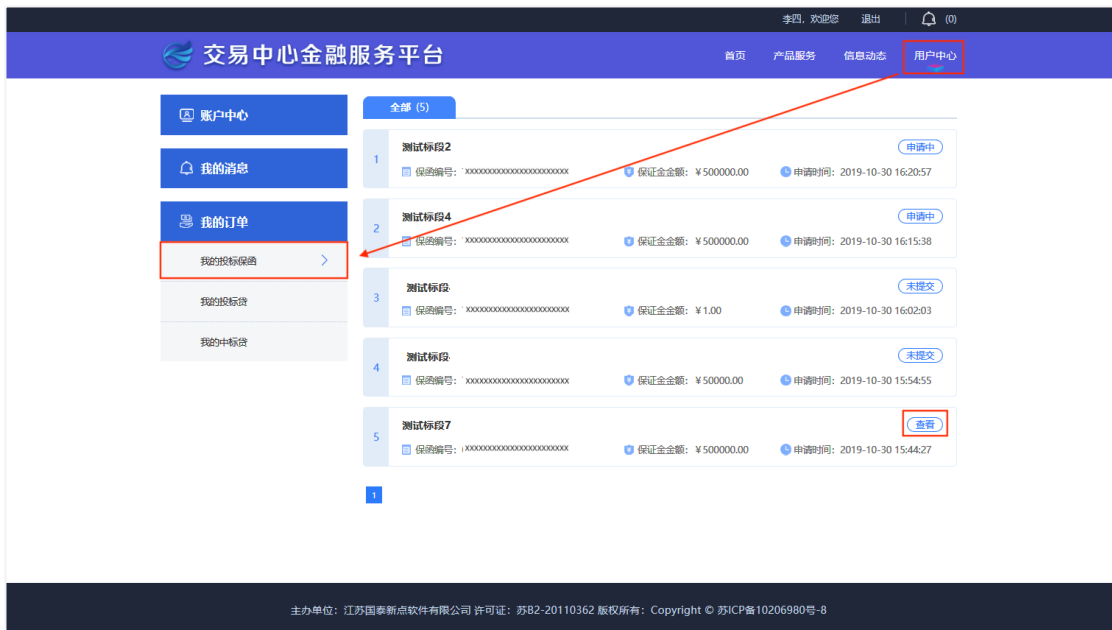 李四，欢迎您 退出 (0)
交易中心金融服务平台 首页 产品服务 信息动态 用户中心
账户中心
我的消息
我的订单
我的投标保函
我的投标贷
我的中标贷
全部 (5)
1 测试标段2 申请中
保函编号： xxxxxxxxxxxxxxxxxxxxxxx 保证金金额：￥500000.00 申请时间：2019-10-30 16:20:57
2 测试标段4 申请中
保函编号： xxxxxxxxxxxxxxxxxxxxxxx 保证金金额：￥500000.00 申请时间：2019-10-30 16:15:38
3 测试标段 未提交
保函编号： xxxxxxxxxxxxxxxxxxxxxxx 保证金金额：￥1.00 申请时间：2019-10-30 16:02:03
4 测试标段 未提交
保函编号： xxxxxxxxxxxxxxxxxxxxxxx 保证金金额：￥50000.00 申请时间：2019-10-30 15:54:55
5 测试标段7 查看
保函编号： xxxxxxxxxxxxxxxxxxxxxxx 保证金金额：￥500000.00 申请时间：2019-10-30 15:44:27
1
主办单位：江苏国泰新点软件有限公司 许可证：苏B2-20110362 版权所有：Copyright © 苏ICP备10206980号-8